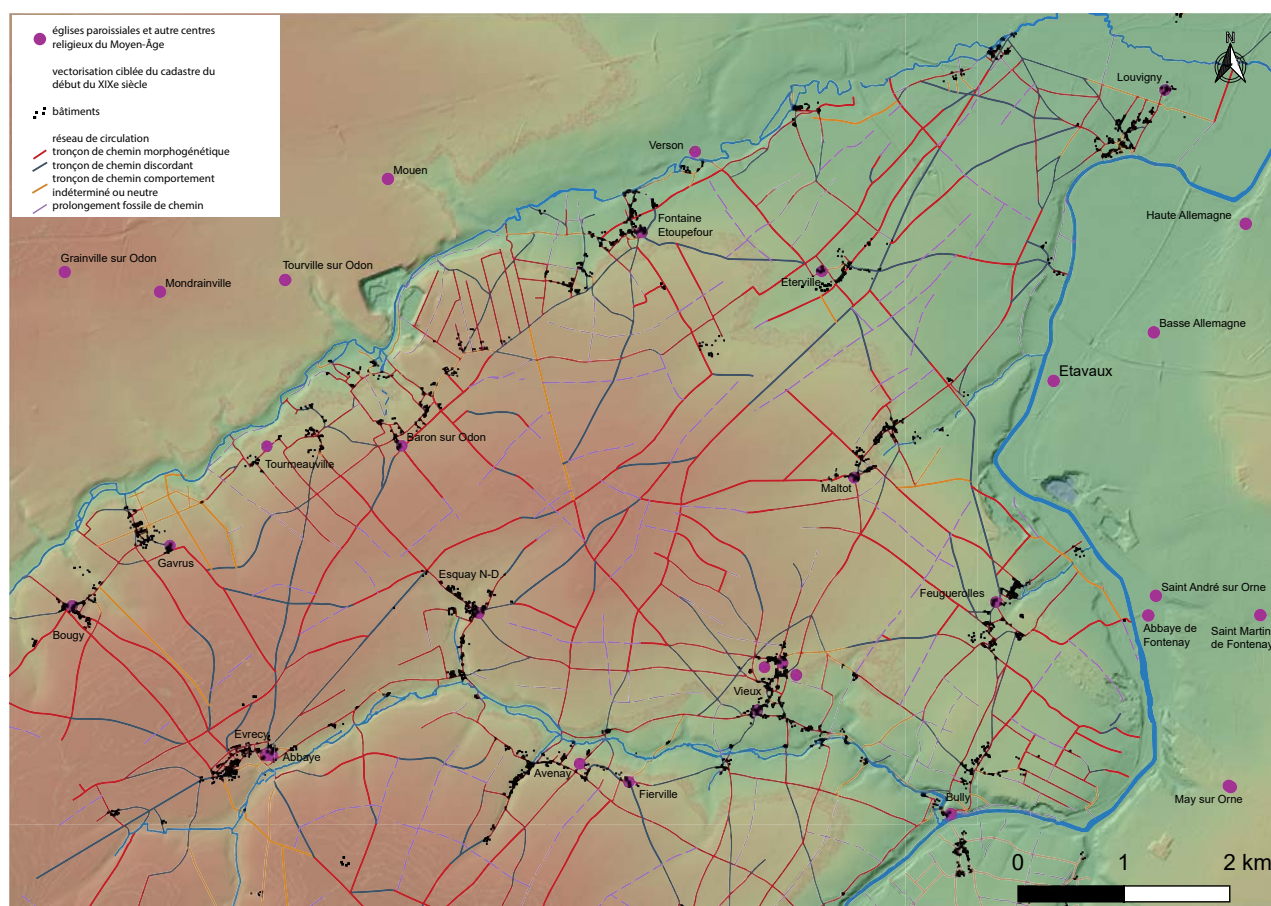 églises paroissiales et autre centres
religieux du Moyen-Âge
vectorisation ciblée du cadastre du
début du XIXe siècle
bâtiments
réseau de circulation
tronçon de chemin morphogénétique
tronçon de chemin discordant
tronçon de chemin comportement
indéterminé ou neutre
prolongement fossile de chemin
N
Louvigny
Verson
Mouen
Fontaine
Etoupefour
Haute Allemagne
Grainville sur Odon
Tourville sur Odon
Mondrainville
Eterville
Basse Allemagne
Etavaux
Baron sur Odon
Tourmeauville
Maltot
Gavrus
Esquay N-D
Feuguerolles
Saint André sur Orne
Bougy
Abbaye de
Fontenay
Saint Martin
de Fontenay
Vieux
Evrecy
Abbaye
Avenay
Fierville
Bully
May sur Orne
0 1 2 km